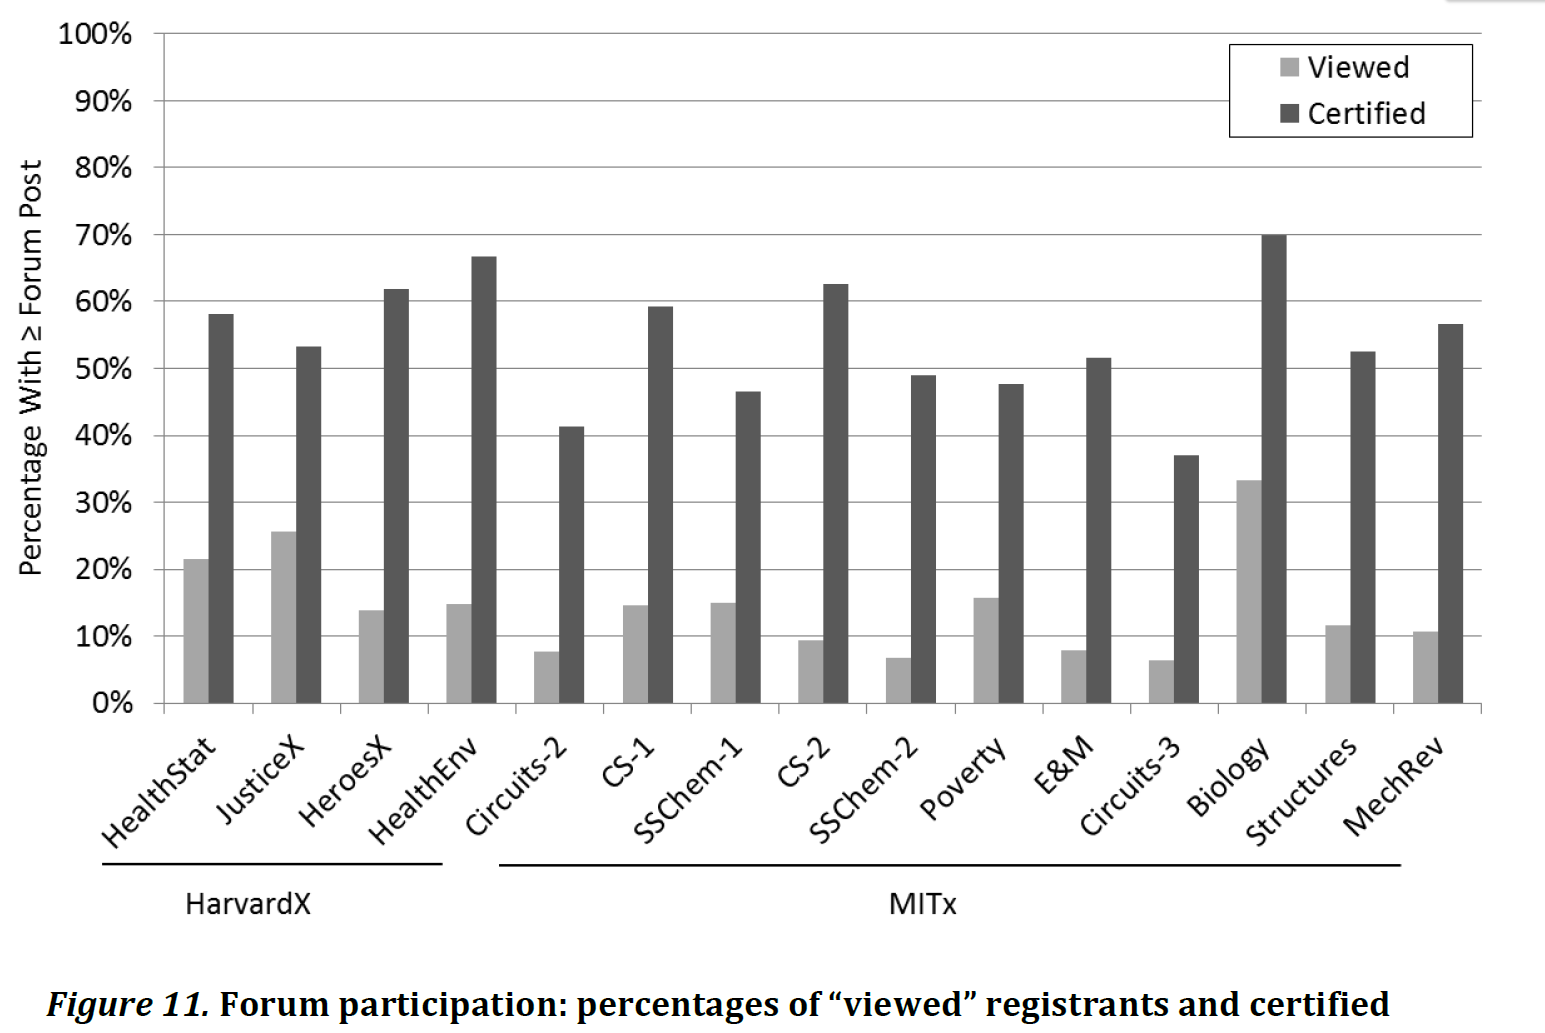 100%
90%
80%
70%
60%
50%
40%
30%
20%
10%
0%
Percentage With ≥ Forum Post
Viewed
Certified
HealthStat
JusticeX
HeroesX
HealthEnv
Circuits-2
CS-1
SSChem-1
CS-2
SSChem-2
Poverty
E&M
Circuits-3
Biology
Structures
MechRev
HarvardX
MITx
Figure 11. Forum participation: percentages of “viewed” registrants and certified